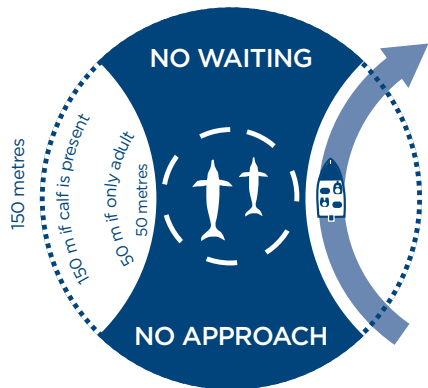 NO WAITING
150 metres
150 m if calf is present
50 m if only adult
50 metres
NO APPROACH